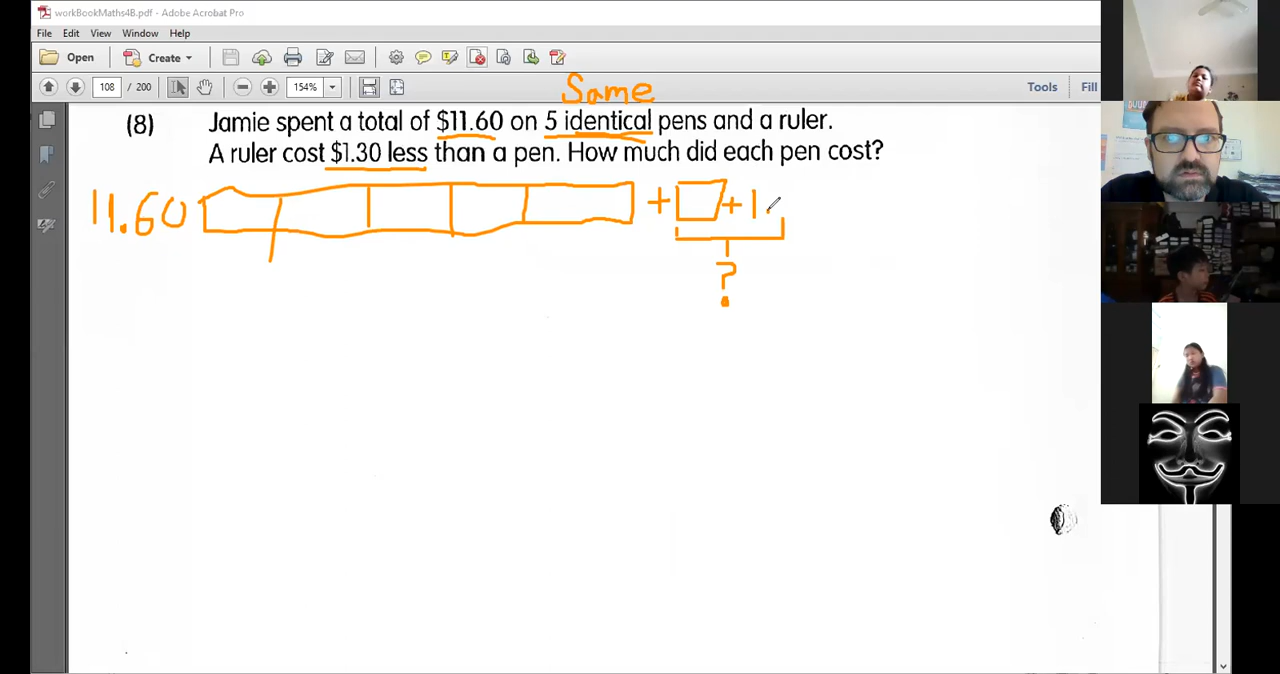 workBookMaths4B.pdf - Adobe Acrobat Pro
File Edit View Window Help
Open Create
108 / 200 154% Tools Fill
Same
(8) Jamie spent a total of $11.60 on 5 identical pens and a ruler.
A ruler cost $1.30 less than a pen. How much did each pen cost?
11.60 + + 1.
?